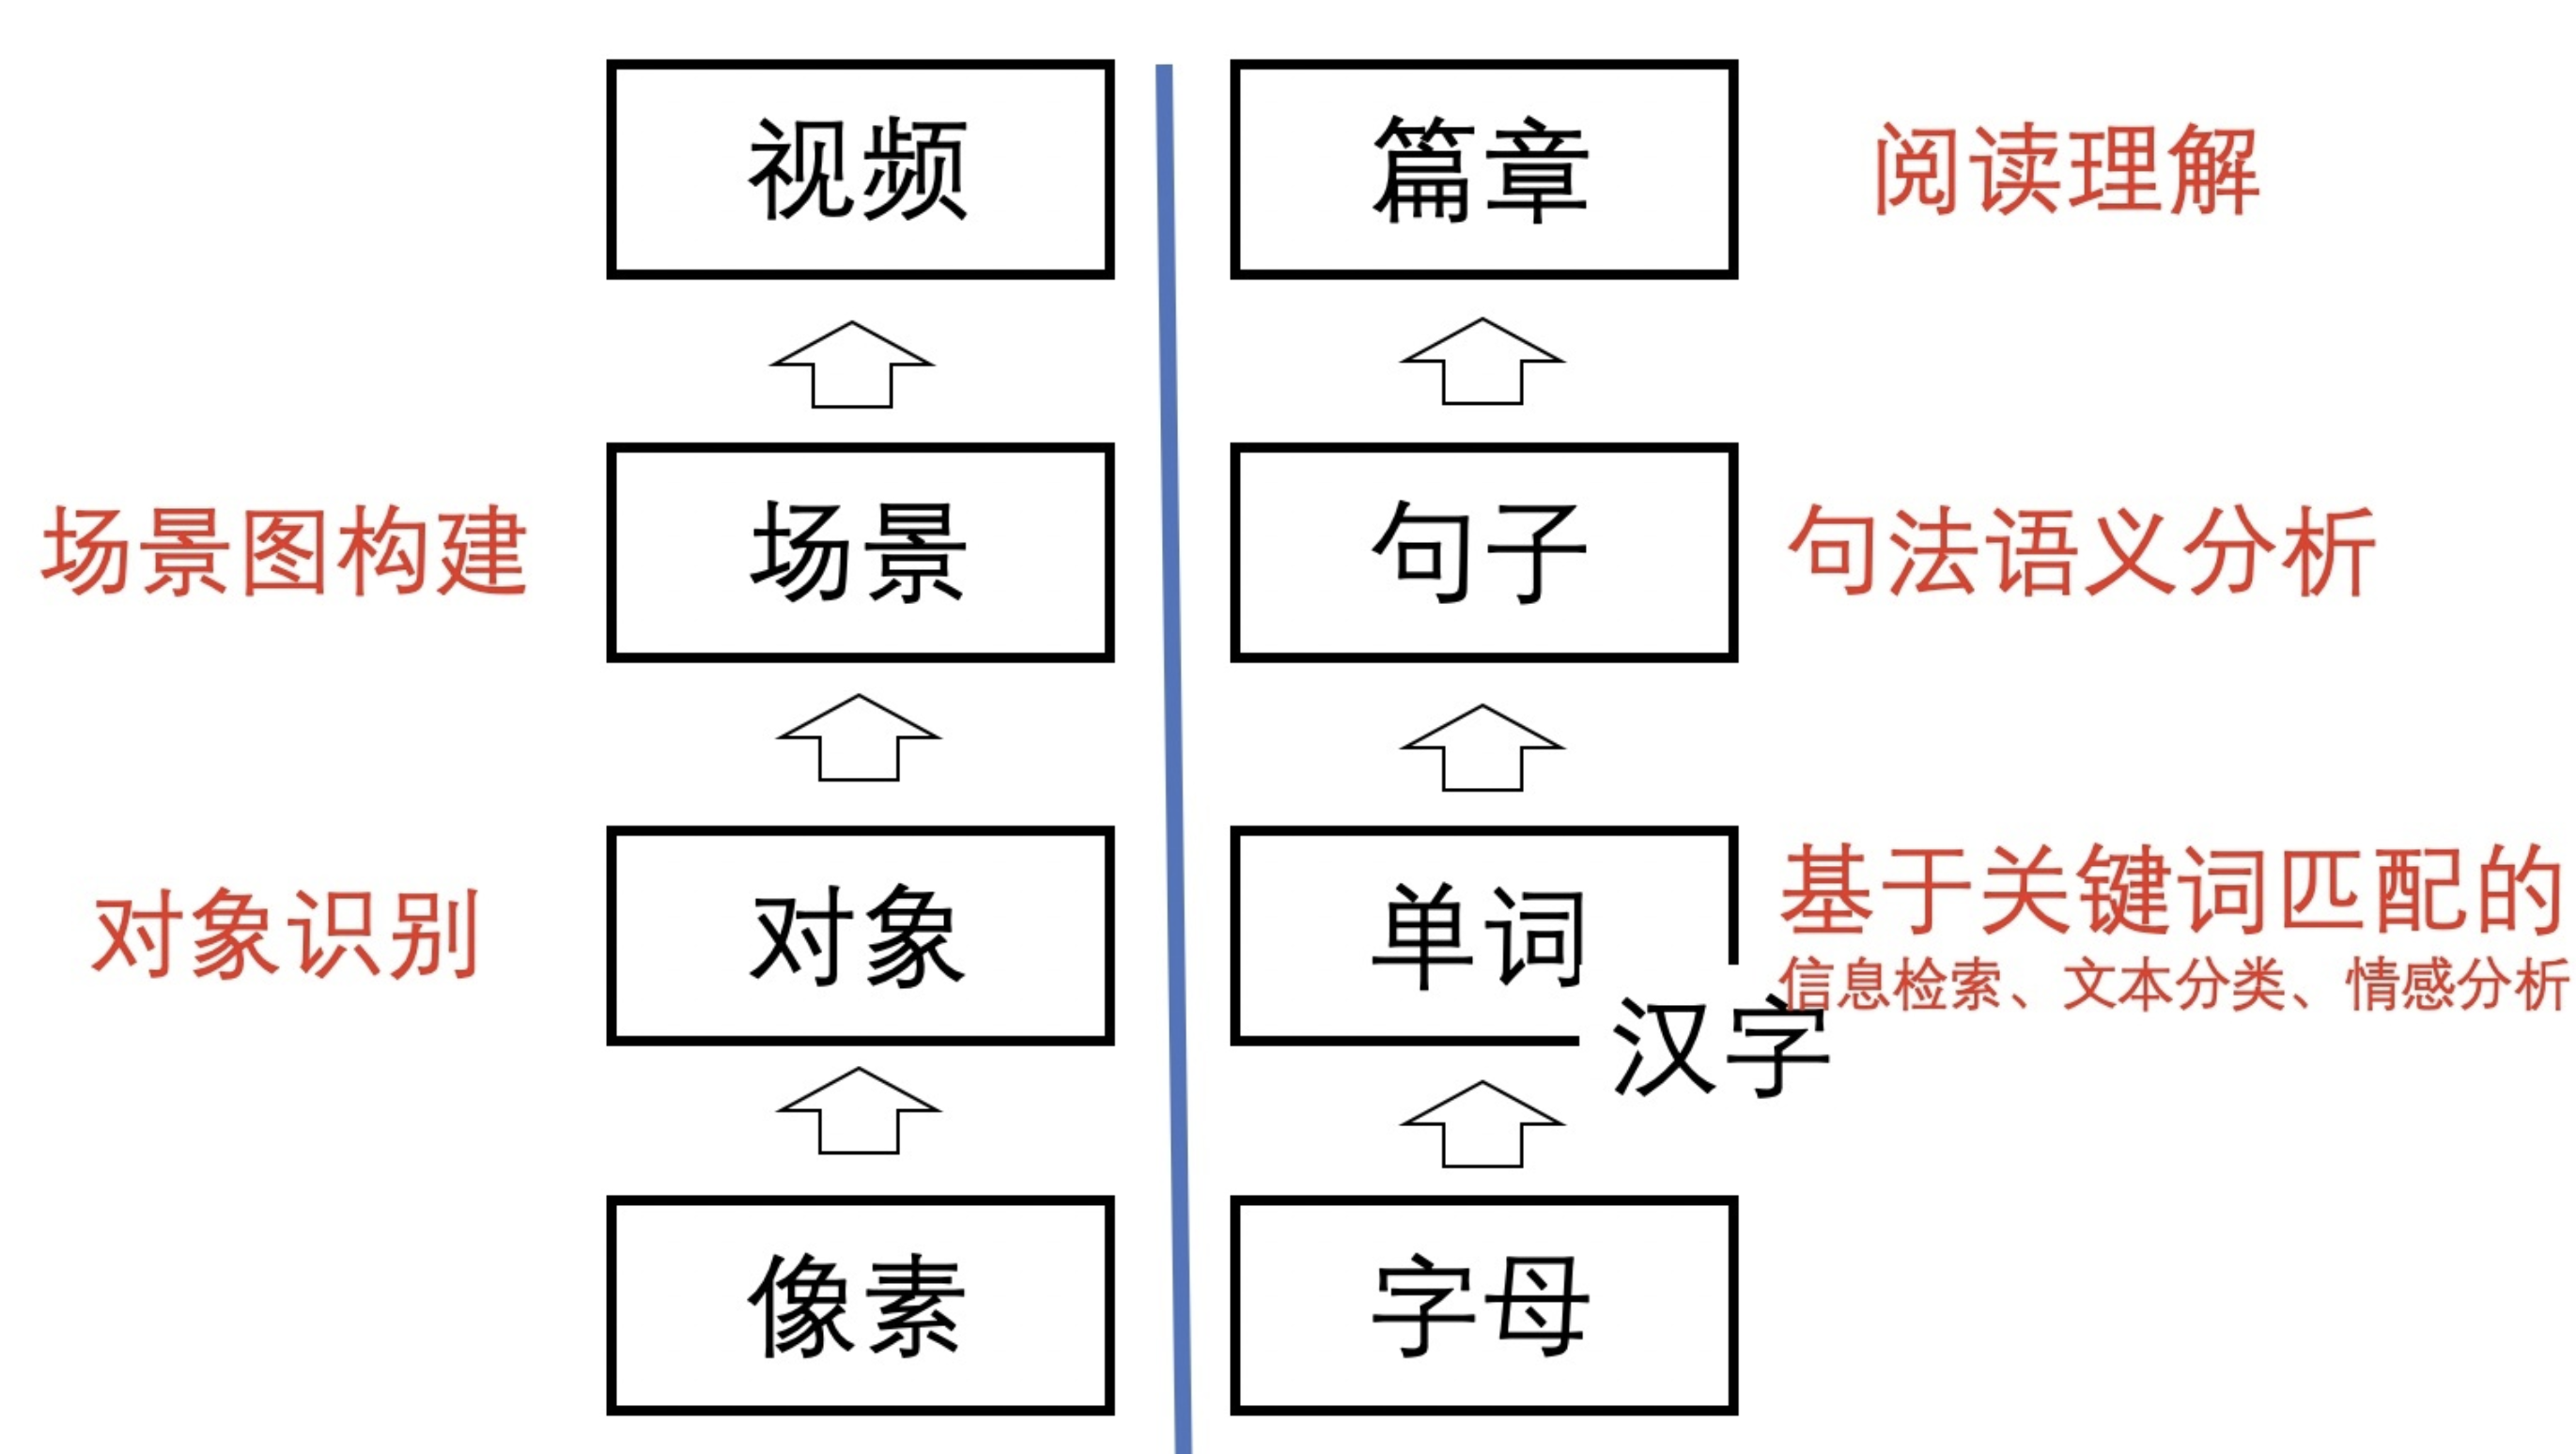 视频
篇章
阅读理解
场景图构建
场景
句子
句法语义分析
对象识别
对象
单词
基于关键词匹配的
信息检索、文本分类、情感分析
汉字
像素
字母